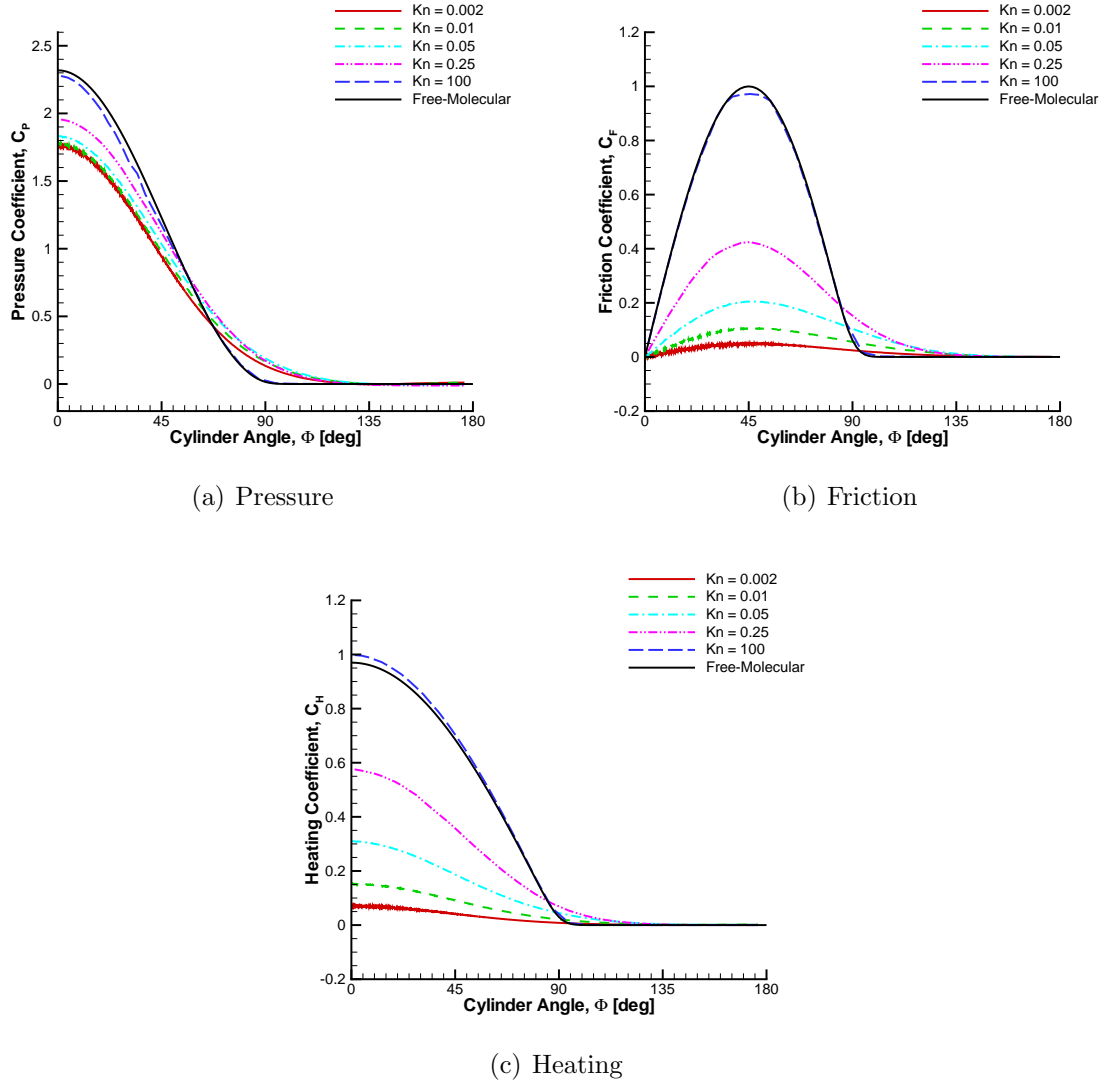 Kn = 0.002
Kn = 0.01
Kn = 0.05
Kn = 0.25
Kn = 100
Free-Molecular
Pressure Coefficient, C_P
2.5
2
1.5
1
0.5
0
0 45 90 135 180
Cylinder Angle, Φ [deg]
(a) Pressure
Kn = 0.002
Kn = 0.01
Kn = 0.05
Kn = 0.25
Kn = 100
Free-Molecular
Friction Coefficient, C_F
1.2
1
0.8
0.6
0.4
0.2
0
-0.2
0 45 90 135 180
Cylinder Angle, Φ [deg]
(b) Friction
Kn = 0.002
Kn = 0.01
Kn = 0.05
Kn = 0.25
Kn = 100
Free-Molecular
Heating Coefficient, C_H
1.2
1
0.8
0.6
0.4
0.2
0
-0.2
0 45 90 135 180
Cylinder Angle, Φ [deg]
(c) Heating